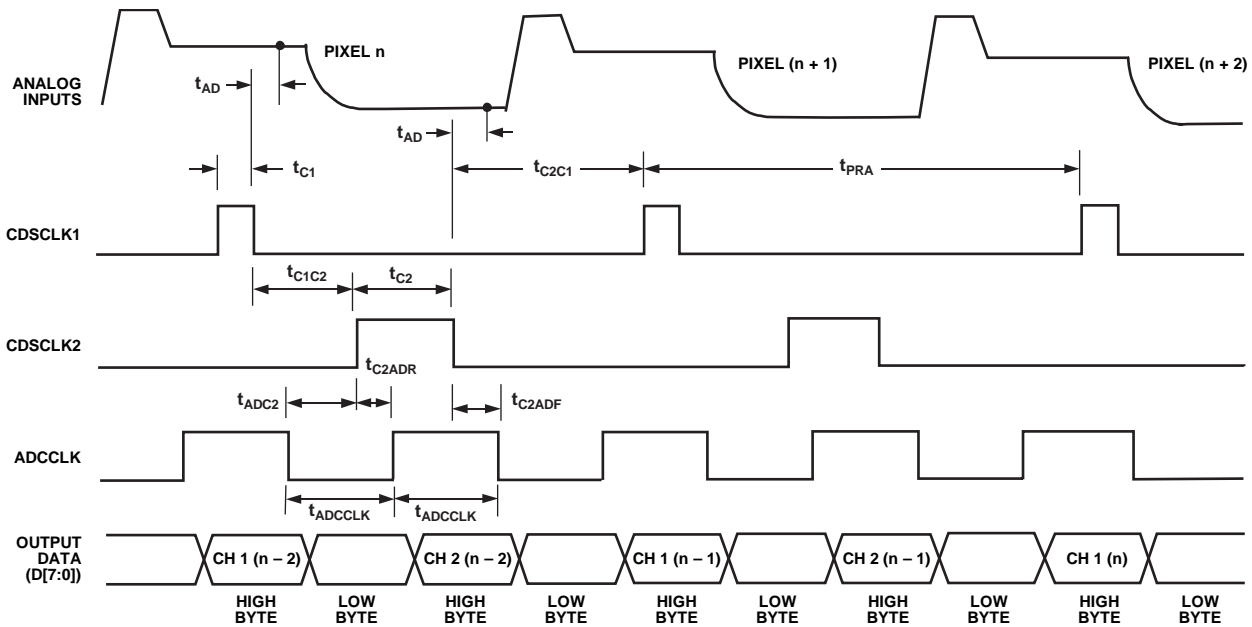 PIXEL n
PIXEL (n + 1)
PIXEL (n + 2)
ANALOG
INPUTS
tAD
tAD
tC1
tC2C1
tPRA
CDSCLK1
tC1C2
tC2
CDSCLK2
tC2ADR
tADC2
tC2ADF
ADCCLK
tADCCLK
tADCCLK
OUTPUT
DATA
(D[7:0])
CH 1 (n – 2)
CH 2 (n – 2)
CH 1 (n – 1)
CH 2 (n – 1)
CH 1 (n)
HIGH
BYTE
LOW
BYTE
HIGH
BYTE
LOW
BYTE
HIGH
BYTE
LOW
BYTE
HIGH
BYTE
LOW
BYTE
HIGH
BYTE
LOW
BYTE